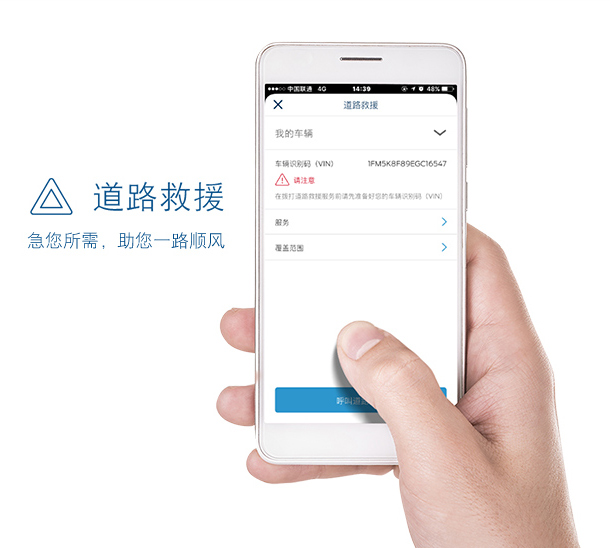 道路救援
急您所需，助您一路顺风
中国联通 4G 14:39 48%
道路救援
我的车辆
车辆识别码（VIN） 1FM5K8F89EGC16547
请注意
在拨打道路救援服务前请先准备好您的车辆识别码（VIN）
服务
覆盖范围
呼叫道